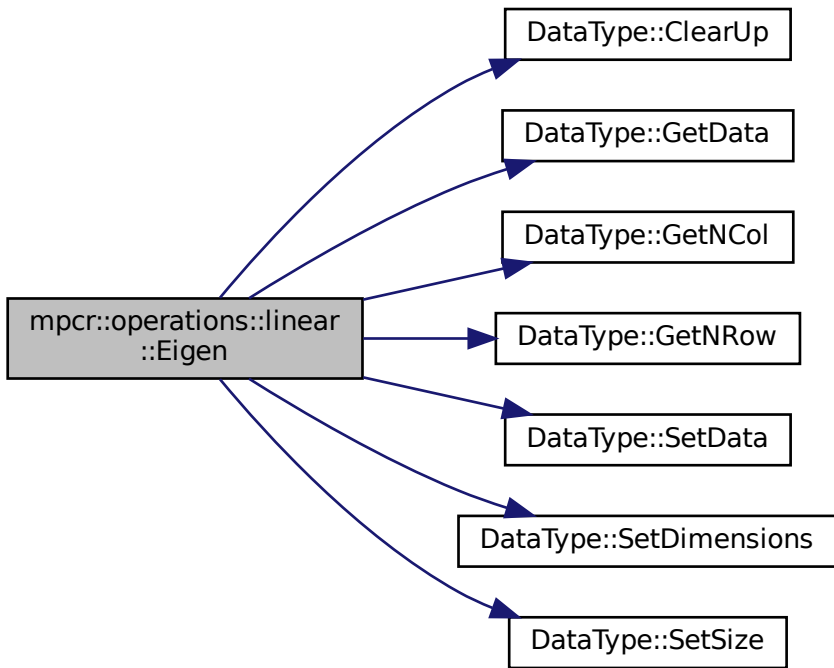 mpcr::operations::linear
::Eigen
DataType::ClearUp
DataType::GetData
DataType::GetNCol
DataType::GetNRow
DataType::SetData
DataType::SetDimensions
DataType::SetSize